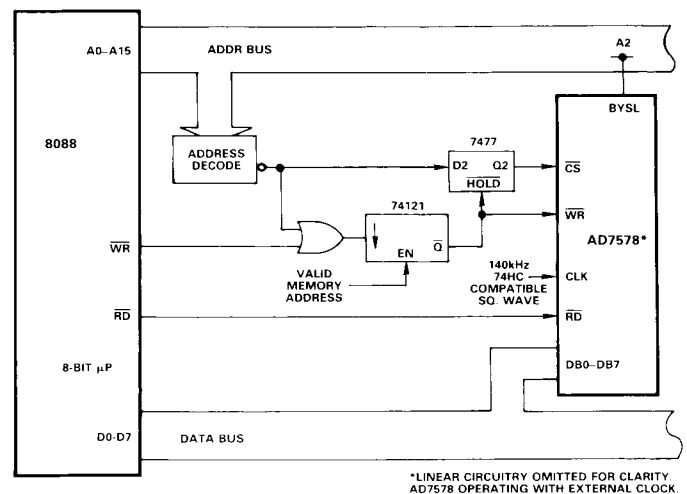 A0–A15
ADDR BUS
A2
BYSL
8088
ADDRESS
DECODE
7477
D2 Q2
HOLD
CS
74121
WR
EN Q
WR
AD7578*
VALID
MEMORY
ADDRESS
140kHz
74HC
COMPATIBLE
SQ. WAVE
CLK
RD
RD
8-BIT μP
DB0–DB7
D0-D7
DATA BUS
*LINEAR CIRCUITRY OMITTED FOR CLARITY
AD7578 OPERATING WITH EXTERNAL CLOCK.